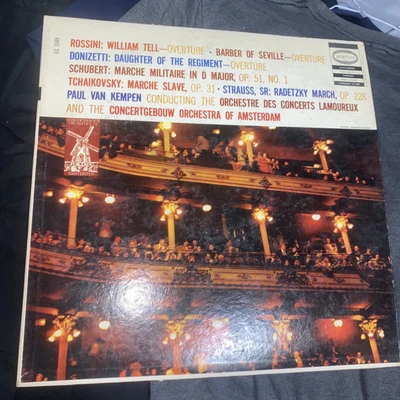 ROSSINI: WILLIAM TELL—OVERTURE • BARBER OF SEVILLE—OVERTURE
DONIZETTI: DAUGHTER OF THE REGIMENT—OVERTURE
SCHUBERT: MARCHE MILITAIRE IN D MAJOR, OP. 51, NO. 1
TCHAIKOVSKY: MARCHE SLAVE, OP. 31 • STRAUSS, SR: RADETZKY MARCH, OP. 228
PAUL VAN KEMPEN CONDUCTING THE ORCHESTRE DES CONCERTS LAMOUREUX
AND THE CONCERTGEBOUW ORCHESTRA OF AMSTERDAM
EPIC